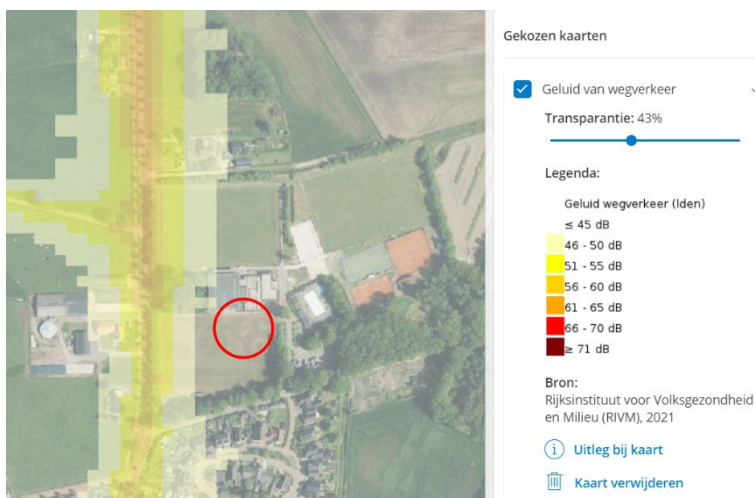 Gekozen kaarten
Geluid van wegverkeer
Transparantie: 43%
Legenda:
Geluid wegverkeer (lden)
≤ 45 dB
46 - 50 dB
51 - 55 dB
56 - 60 dB
61 - 65 dB
66 - 70 dB
≥ 71 dB
Bron:
Rijksinstituut voor Volksgezondheid
en Milieu (RIVM), 2021
Uitleg bij kaart
Kaart verwijderen